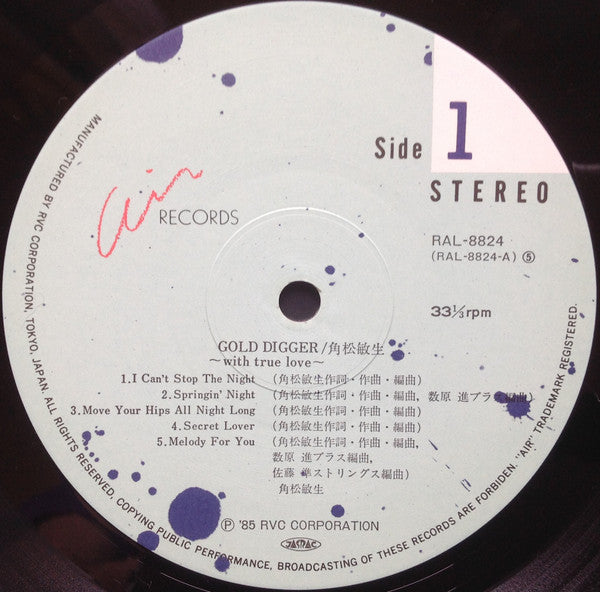 Side 1
STEREO
Air RECORDS
RAL-8824
(RAL-8824-A) ⑤
33⅓rpm
GOLD DIGGER/角松敏生
~with true love~
1.I Can't Stop The Night (角松敏生作詞・作曲・編曲)
2.Springin' Night (角松敏生作詞・作曲・編曲, 数原 進ブラス編曲)
3.Move Your Hips All Night Long (角松敏生作詞・作曲・編曲)
4.Secret Lover (角松敏生作詞・作曲・編曲)
5.Melody For You (角松敏生作詞・作曲・編曲,
数原 進ブラス編曲,
佐藤 準ストリングス編曲)
角松敏生
Ⓟ '85 RVC CORPORATION
JASRAC
MANUFACTURED BY RVC CORPORATION, TOKYO, JAPAN. ALL RIGHTS RESERVED, COPYING PUBLIC PERFORMANCE, BROADCASTING OF THESE RECORDS ARE FORBIDDEN. "AIR" TRADEMARK REGISTERED.